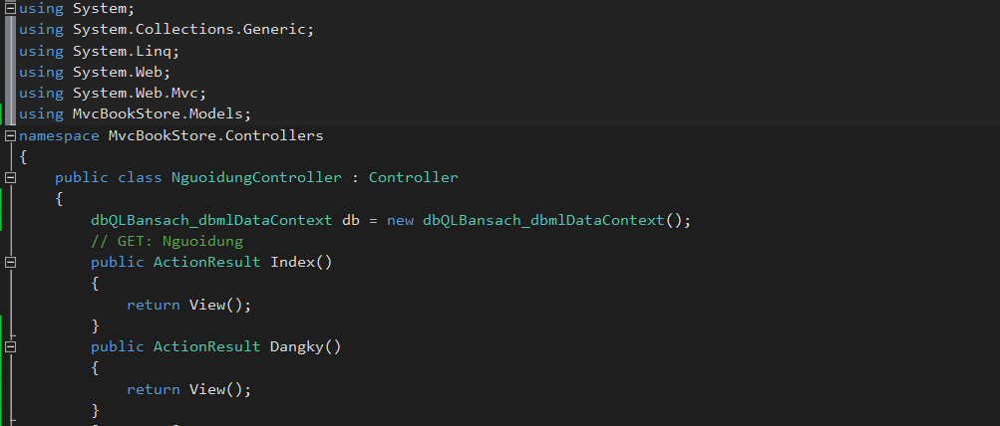 using System;
using System.Collections.Generic;
using System.Linq;
using System.Web;
using System.Web.Mvc;
using MvcBookStore.Models;
namespace MvcBookStore.Controllers
{
public class NguoidungController : Controller
{
dbQLBansach_dbmlDataContext db = new dbQLBansach_dbmlDataContext();
// GET: Nguoidung
public ActionResult Index()
{
return View();
}
public ActionResult Dangky()
{
return View();
}